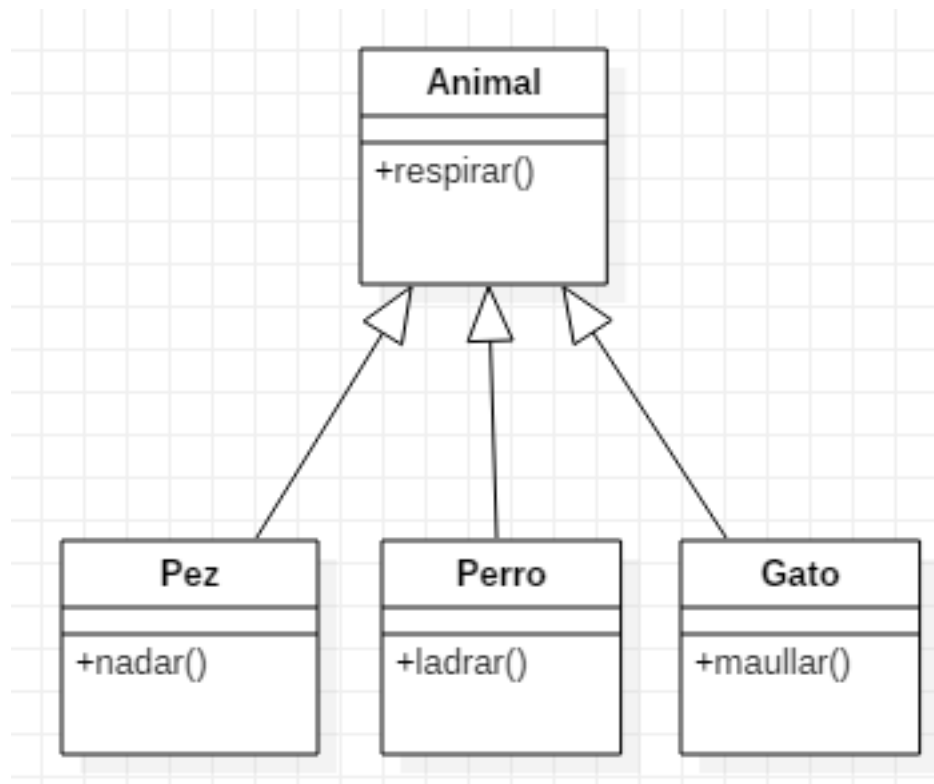 Animal
+respirar()
Pez
+nadar()
Perro
+ladrar()
Gato
+maullar()